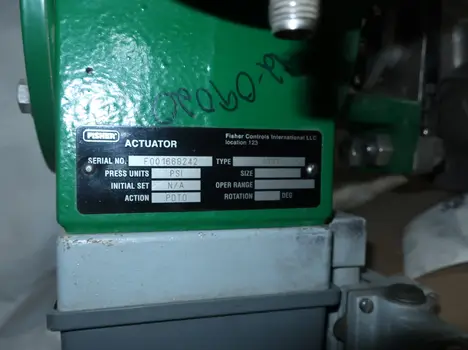 FISHER
ACTUATOR
Fisher Controls International LLC
location 123
SERIAL NO. F001688242 TYPE
PRESS UNITS PSI SIZE
INITIAL SET N/A OPER RANGE
ACTION PDTO ROTATION DEG